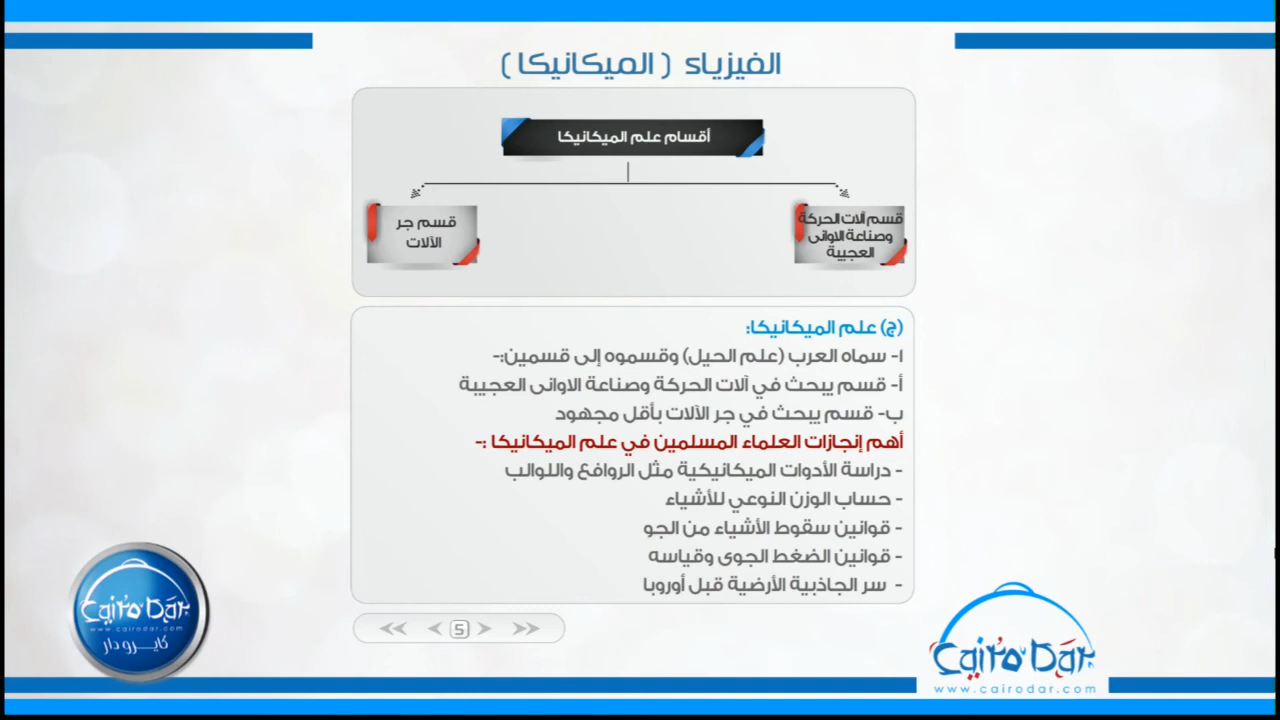 الفيزياء ( الميكانيكا )
أقسام علم الميكانيكا
قسم آلات الحركة
وصناعة الاوانى
العجيبة
قسم جر
الآلات
(ج) علم الميكانيكا:
١- سماه العرب (علم الحيل) وقسموه إلى قسمين:-
أ- قسم يبحث في آلات الحركة وصناعة الاوانى العجيبة
ب- قسم يبحث في جر الآلات بأقل مجهود
أهم إنجازات العلماء المسلمين في علم الميكانيكا :-
- دراسة الأدوات الميكانيكية مثل الروافع واللوالب
- حساب الوزن النوعي للأشياء
- قوانين سقوط الأشياء من الجو
- قوانين الضغط الجوى وقياسه
- سر الجاذبية الأرضية قبل أوروبا
5
Cairo Dar
www.cairodar.com
كايرو دار
Cairo Dar
www.cairodar.com